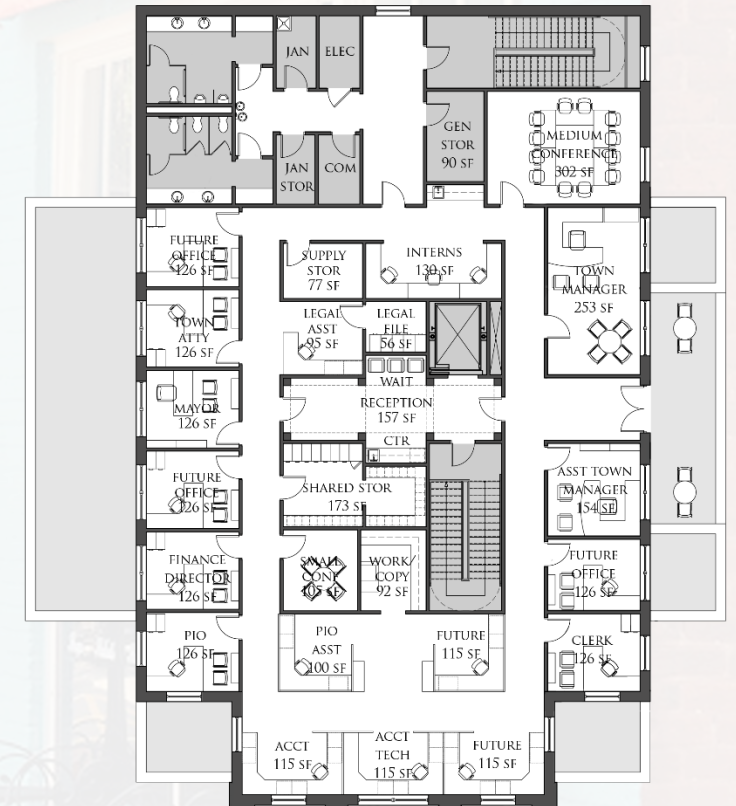 JAN
ELEC
GEN
STOR
90 SF
MEDIUM
CONFERENCE
302 SF
JAN
STOR
COM
FUTURE
OFFICE
126 SF
SUPPLY
STOR
77 SF
INTERNS
130 SF
TOWN
MANAGER
253 SF
TOWN
ATTY
126 SF
LEGAL
ASST
95 SF
LEGAL
FILE
56 SF
WAIT
MAYOR
126 SF
RECEPTION
157 SF
CTR
FUTURE
OFFICE
126 SF
SHARED STOR
173 SF
ASST TOWN
MANAGER
154 SF
FINANCE
DIRECTOR
126 SF
SMALL
CONF
105 SF
WORK/
COPY
92 SF
FUTURE
OFFICE
126 SF
PIO
126 SF
PIO
ASST
100 SF
FUTURE
115 SF
CLERK
126 SF
ACCT
115 SF
ACCT
TECH
115 SF
FUTURE
115 SF